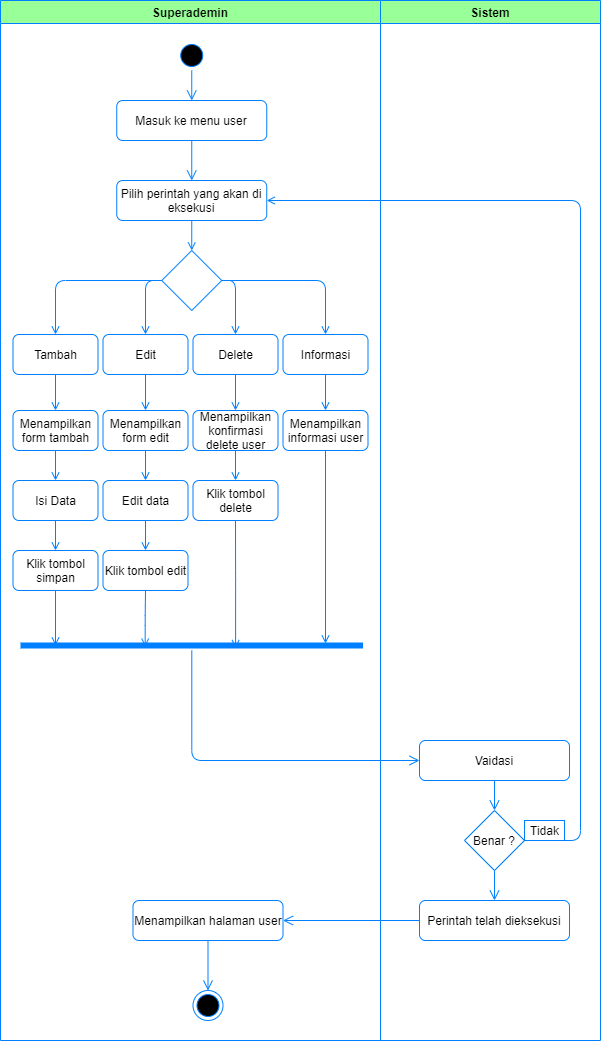 Superademin
Sistem
Masuk ke menu user
Pilih perintah yang akan di
eksekusi
Tambah
Edit
Delete
Informasi
Menampilkan
form tambah
Menampilkan
form edit
Menampilkan
konfirmasi
delete user
Menampilkan
informasi user
Isi Data
Edit data
Klik tombol
delete
Klik tombol
simpan
Klik tombol edit
Vaidasi
Tidak
Benar ?
Menampilkan halaman user
Perintah telah dieksekusi